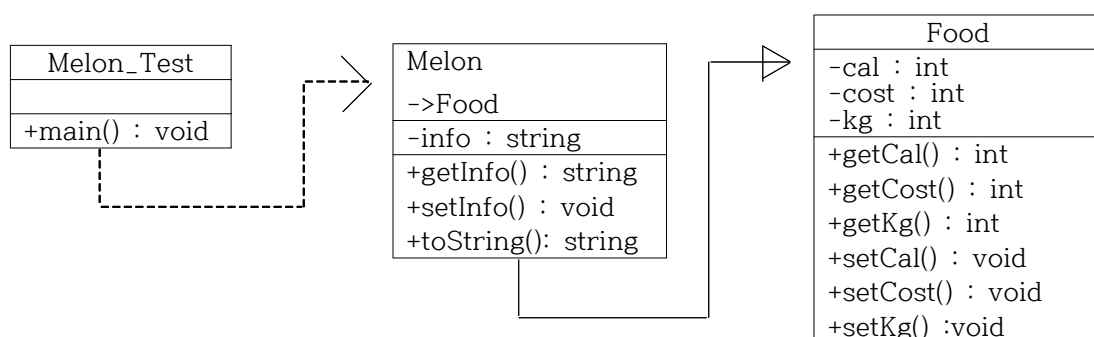 Melon_Test
+main() : void
Melon
->Food
-info : string
+getInfo() : string
+setInfo() : void
+toString(): string
Food
-cal : int
-cost : int
-kg : int
+getCal() : int
+getCost() : int
+getKg() : int
+setCal() : void
+setCost() : void
+setKg() :void